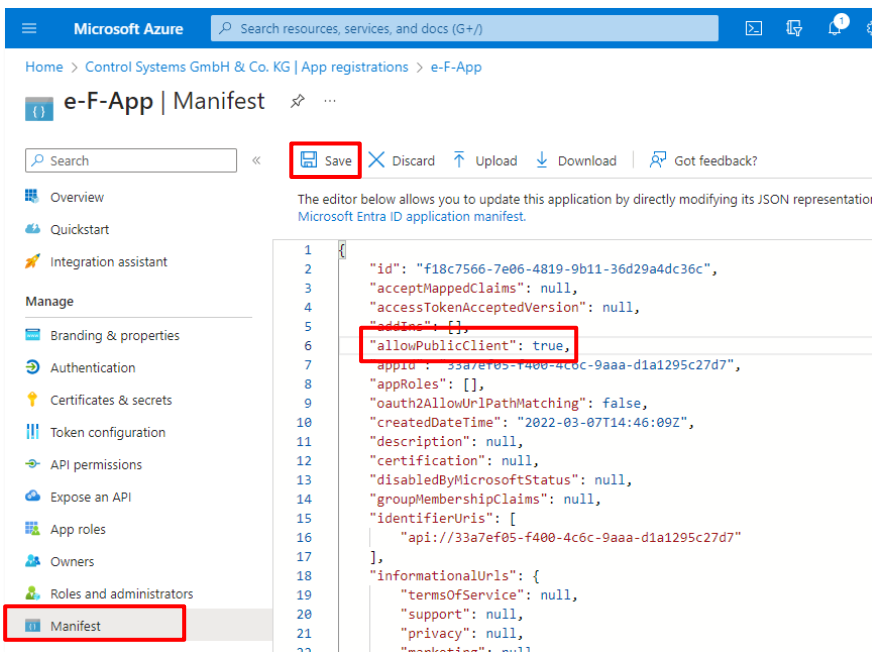 Microsoft Azure
Search resources, services, and docs (G+/)
1
Home > Control Systems GmbH & Co. KG | App registrations > e-F-App
e-F-App | Manifest
Search
Save
Discard
Upload
Download
Got feedback?
Overview
Quickstart
Integration assistant
Manage
Branding & properties
Authentication
Certificates & secrets
Token configuration
API permissions
Expose an API
App roles
Owners
Roles and administrators
Manifest
The editor below allows you to update this application by directly modifying its JSON representation
Microsoft Entra ID application manifest.
1 {
2 "id": "f18c7566-7e06-4819-9b11-36d29a4dc36c",
3 "acceptMappedClaims": null,
4 "accessTokenAcceptedVersion": null,
5 "addIns": [],
6 "allowPublicClient": true,
7 "appId": "33a7ef05-f400-4c6c-9aaa-d1a1295c27d7",
8 "appRoles": [],
9 "oauth2AllowUrlPathMatching": false,
10 "createdDateTime": "2022-03-07T14:46:09Z",
11 "description": null,
12 "certification": null,
13 "disabledByMicrosoftStatus": null,
14 "groupMembershipClaims": null,
15 "identifierUris": [
16 "api://33a7ef05-f400-4c6c-9aaa-d1a1295c27d7"
17 ],
18 "informationalUrls": {
19 "termsOfService": null,
20 "support": null,
21 "privacy": null,
22 "marketing": null,